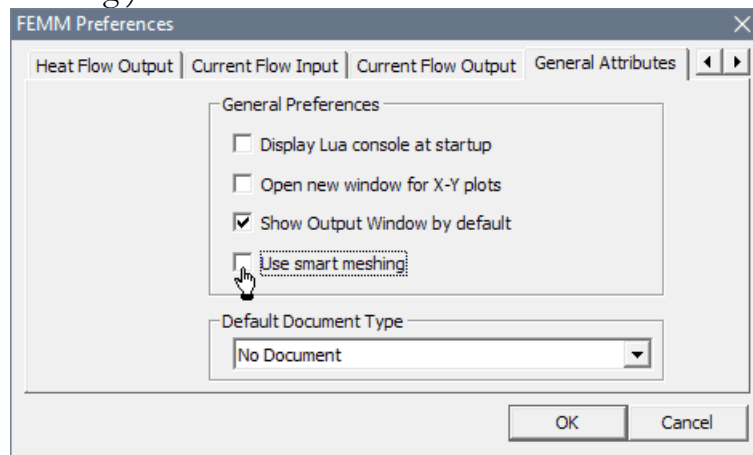 FEMM Preferences
Heat Flow Output Current Flow Input Current Flow Output General Attributes
General Preferences
Display Lua console at startup
Open new window for X-Y plots
Show Output Window by default
Use smart meshing
Default Document Type
No Document
OK Cancel